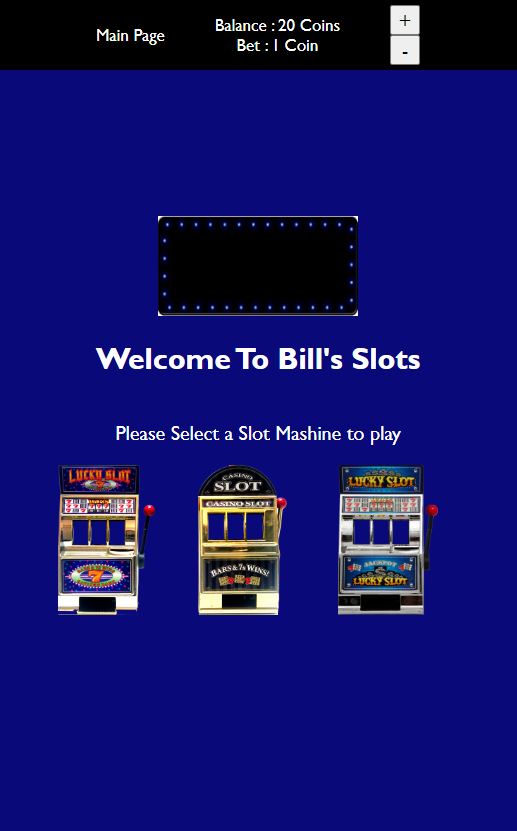 Main Page
Balance : 20 Coins
Bet : 1 Coin
+
-
Welcome To Bill's Slots
Please Select a Slot Mashine to play
LUCKY SLOT
7
CASINO
SLOT
CASINO SLOT
BARS & 7s WINS!
LUCKY SLOT
JACKPOT
LUCKY SLOT